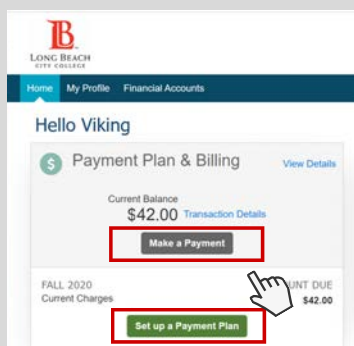 LB
LONG BEACH
CITY COLLEGE
Home My Profile Financial Accounts
Hello Viking
$ Payment Plan & Billing View Details
Current Balance
$42.00 Transaction Details
Make a Payment
FALL 2020 UNT DUE
Current Charges $42.00
Set up a Payment Plan